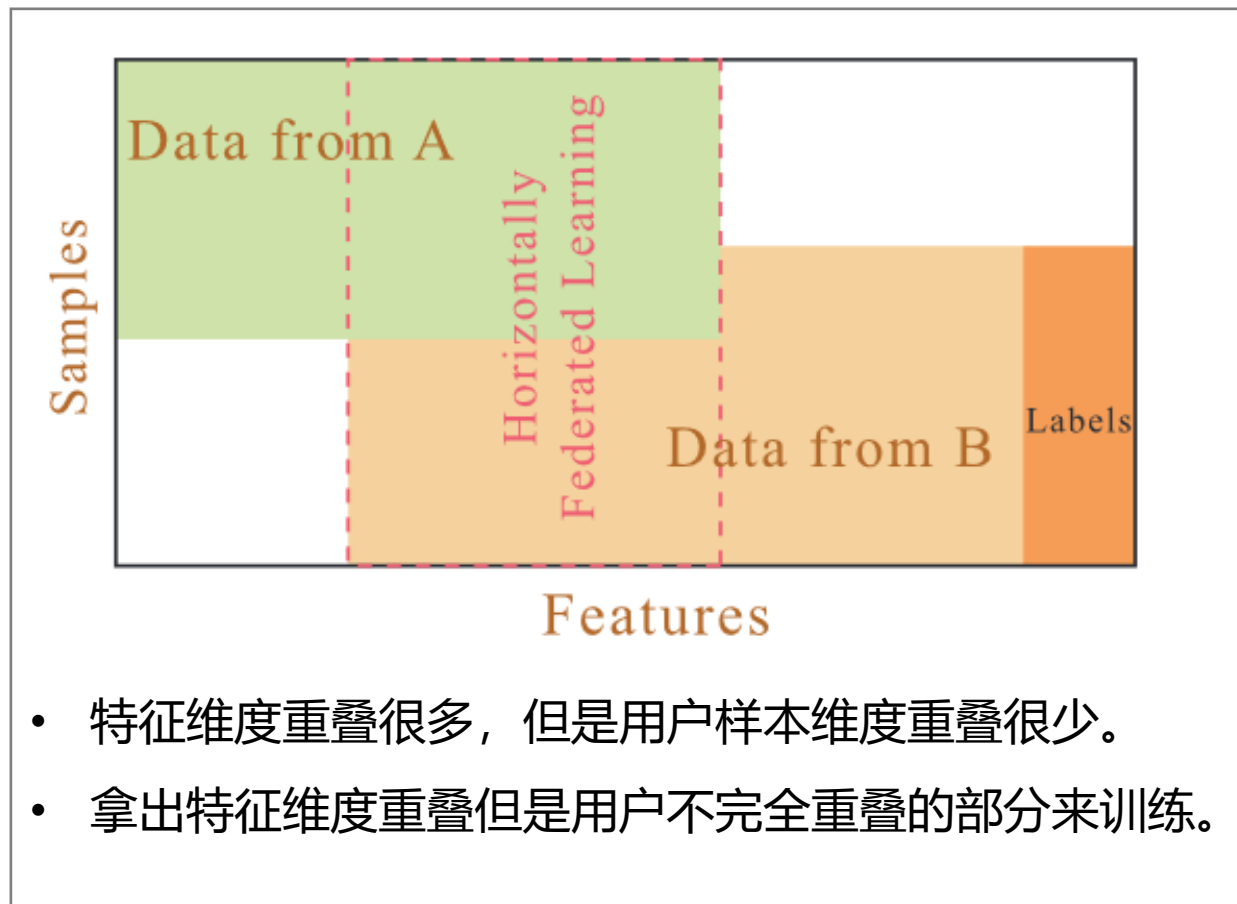 Data from A
Horizontally
Federated Learning
Samples
Data from B
Labels
Features
• 特征维度重叠很多，但是用户样本维度重叠很少。
• 拿出特征维度重叠但是用户不完全重叠的部分来训练。